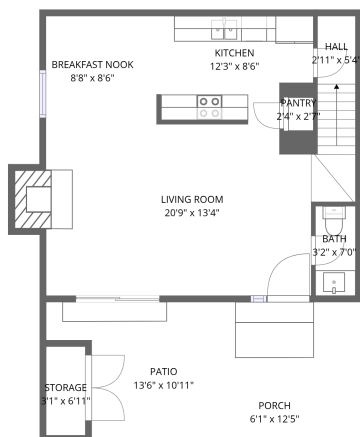 KITCHEN
12'3" x 8'6"
HALL
2'11" x 5'4"
BREAKFAST NOOK
8'8" x 8'6"
PANTRY
2'4" x 2'7"
LIVING ROOM
20'9" x 13'4"
BATH
3'2" x 7'0"
PATIO
13'6" x 10'11"
STORAGE
3'1" x 6'11"
PORCH
6'1" x 12'5"